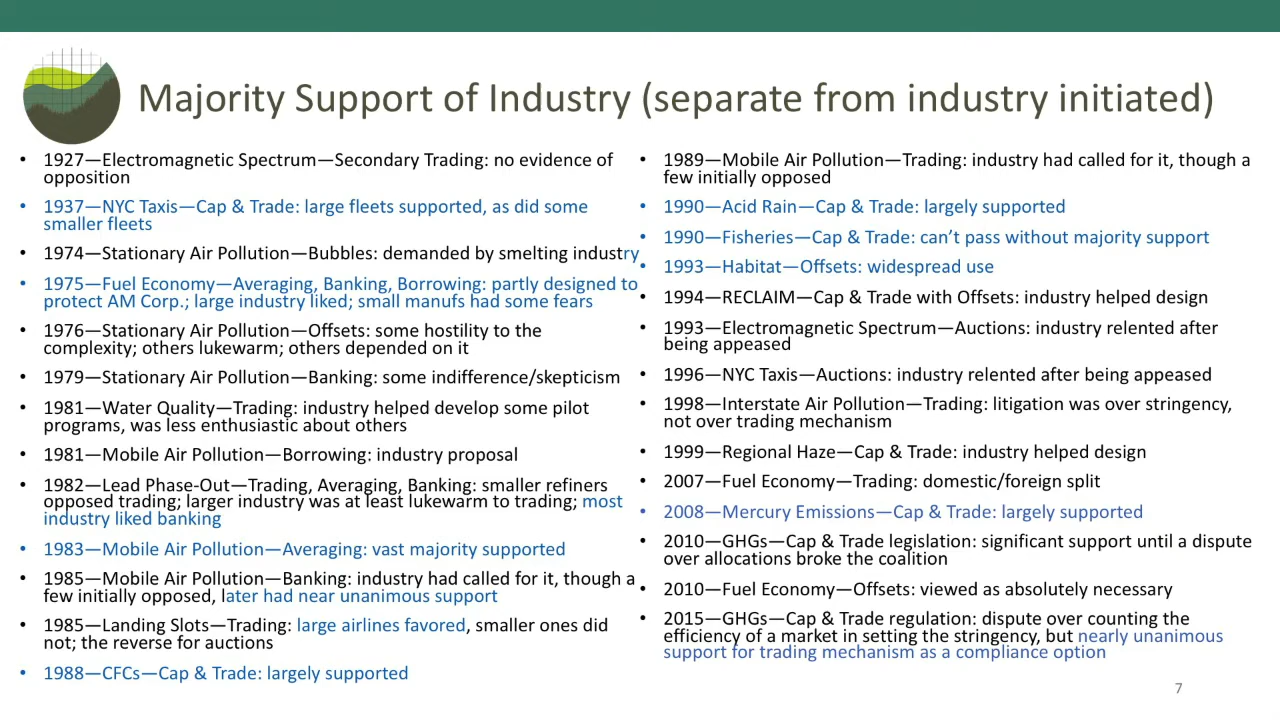 Majority Support of Industry (separate from industry initiated)
• 1927—Electromagnetic Spectrum—Secondary Trading: no evidence of
opposition
• 1937—NYC Taxis—Cap & Trade: large fleets supported, as did some
smaller fleets
• 1974—Stationary Air Pollution—Bubbles: demanded by smelting industry
• 1975—Fuel Economy—Averaging, Banking, Borrowing: partly designed to
protect AM Corp.; large industry liked; small manufs had some fears
• 1976—Stationary Air Pollution—Offsets: some hostility to the
complexity; others lukewarm; others depended on it
• 1979—Stationary Air Pollution—Banking: some indifference/skepticism
• 1981—Water Quality—Trading: industry helped develop some pilot
programs, was less enthusiastic about others
• 1981—Mobile Air Pollution—Borrowing: industry proposal
• 1982—Lead Phase-Out—Trading, Averaging, Banking: smaller refiners
opposed trading; larger industry was at least lukewarm to trading; most
industry liked banking
• 1983—Mobile Air Pollution—Averaging: vast majority supported
• 1985—Mobile Air Pollution—Banking: industry had called for it, though a
few initially opposed, later had near unanimous support
• 1985—Landing Slots—Trading: large airlines favored, smaller ones did
not; the reverse for auctions
• 1988—CFCs—Cap & Trade: largely supported
• 1989—Mobile Air Pollution—Trading: industry had called for it, though a
few initially opposed
• 1990—Acid Rain—Cap & Trade: largely supported
• 1990—Fisheries—Cap & Trade: can’t pass without majority support
• 1993—Habitat—Offsets: widespread use
• 1994—RECLAIM—Cap & Trade with Offsets: industry helped design
• 1993—Electromagnetic Spectrum—Auctions: industry relented after
being appeased
• 1996—NYC Taxis—Auctions: industry relented after being appeased
• 1998—Interstate Air Pollution—Trading: litigation was over stringency,
not over trading mechanism
• 1999—Regional Haze—Cap & Trade: industry helped design
• 2007—Fuel Economy—Trading: domestic/foreign split
• 2008—Mercury Emissions—Cap & Trade: largely supported
• 2010—GHGs—Cap & Trade legislation: significant support until a dispute
over allocations broke the coalition
• 2010—Fuel Economy—Offsets: viewed as absolutely necessary
• 2015—GHGs—Cap & Trade regulation: dispute over counting the
efficiency of a market in setting the stringency, but nearly unanimous
support for trading mechanism as a compliance option
7